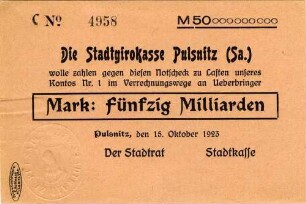 C No 4958 M 50000000000
Die Stadtgirokasse Pulsnitz (Sa.)
wolle zahlen gegen diesen Notscheck zu Lasten unseres
Kontos Nr. 1 im Verrechnungswege an Ueberbringer
Mark: Fünfzig Milliarden
Pulsnitz, den 15. Oktober 1923
Der Stadtrat Stadtkasse